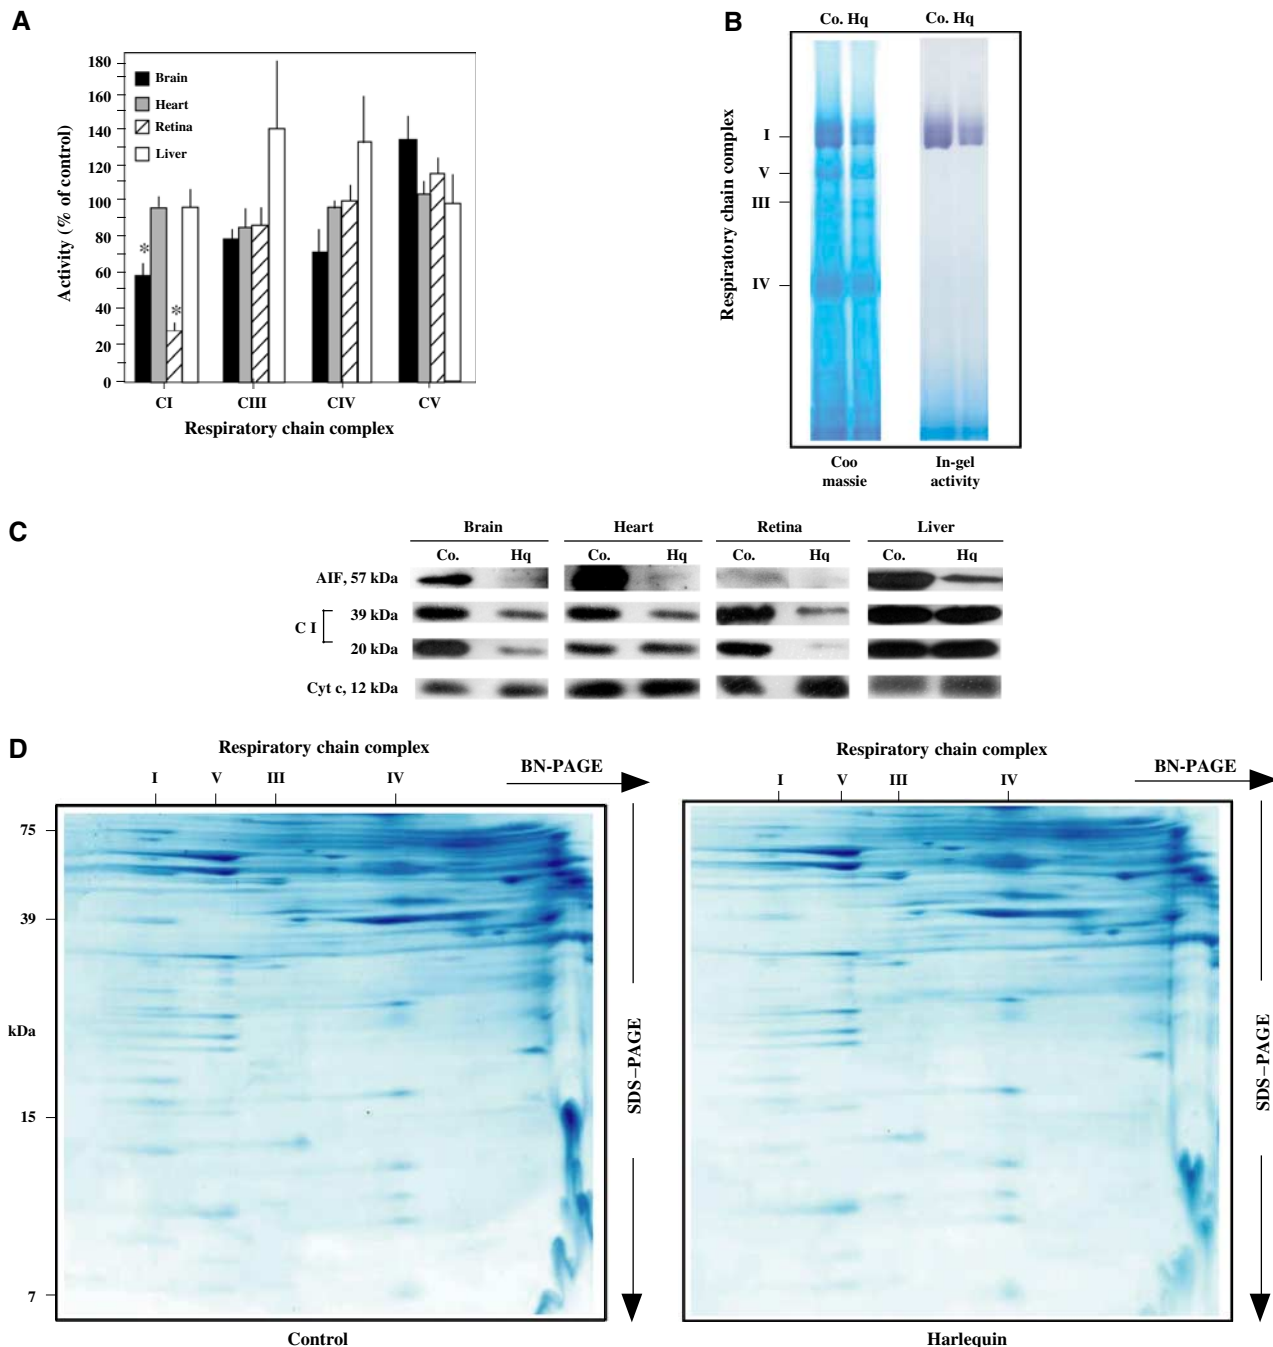 A
180
160
140
120
100
80
60
40
20
0
Activity (% of control)
Brain
Heart
Retina
Liver
*
*
CI CIII CIV CV
Respiratory chain complex
B
Co. Hq Co. Hq
Respiratory chain complex
I
V
III
IV
Coo
massie
In-gel
activity
C
Brain Heart Retina Liver
Co. Hq Co. Hq Co. Hq Co. Hq
AIF, 57 kDa
C I
39 kDa
20 kDa
Cyt c, 12 kDa
D
Respiratory chain complex
I V III IV
BN-PAGE
75
39
kDa
15
7
SDS–PAGE
Control
Respiratory chain complex
I V III IV
BN-PAGE
SDS–PAGE
Harlequin